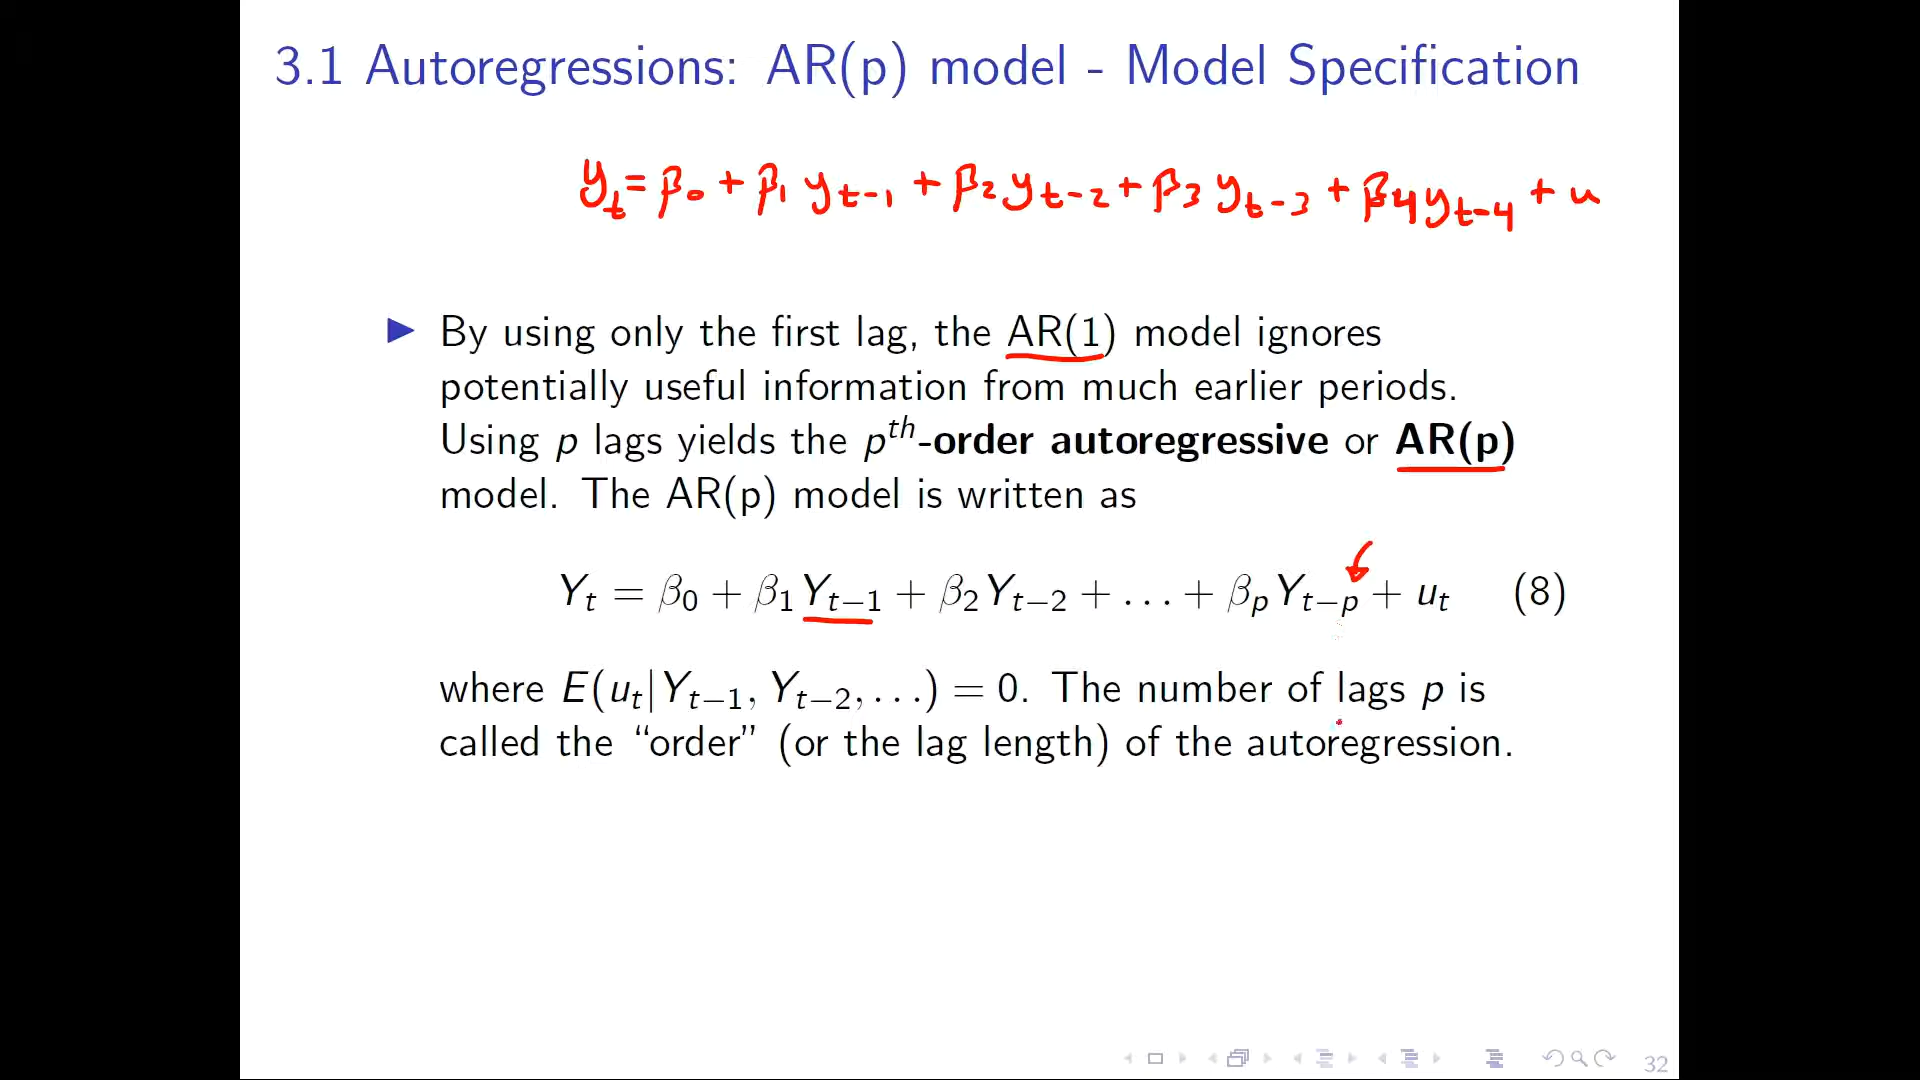 3.1 Autoregressions: AR(p) model - Model Specification
y_t = β_0 + β_1 y_{t-1} + β_2 y_{t-2} + β_3 y_{t-3} + β_4 y_{t-4} + u
▶ By using only the first lag, the AR(1) model ignores
potentially useful information from much earlier periods.
Using p lags yields the p^{th}-order autoregressive or AR(p)
model. The AR(p) model is written as
Y_t = β_0 + β_1 Y_{t−1} + β_2 Y_{t−2} + … + β_p Y_{t−p} + u_t (8)
where E(u_t|Y_{t−1}, Y_{t−2}, …) = 0. The number of lags p is
called the “order” (or the lag length) of the autoregression.
32